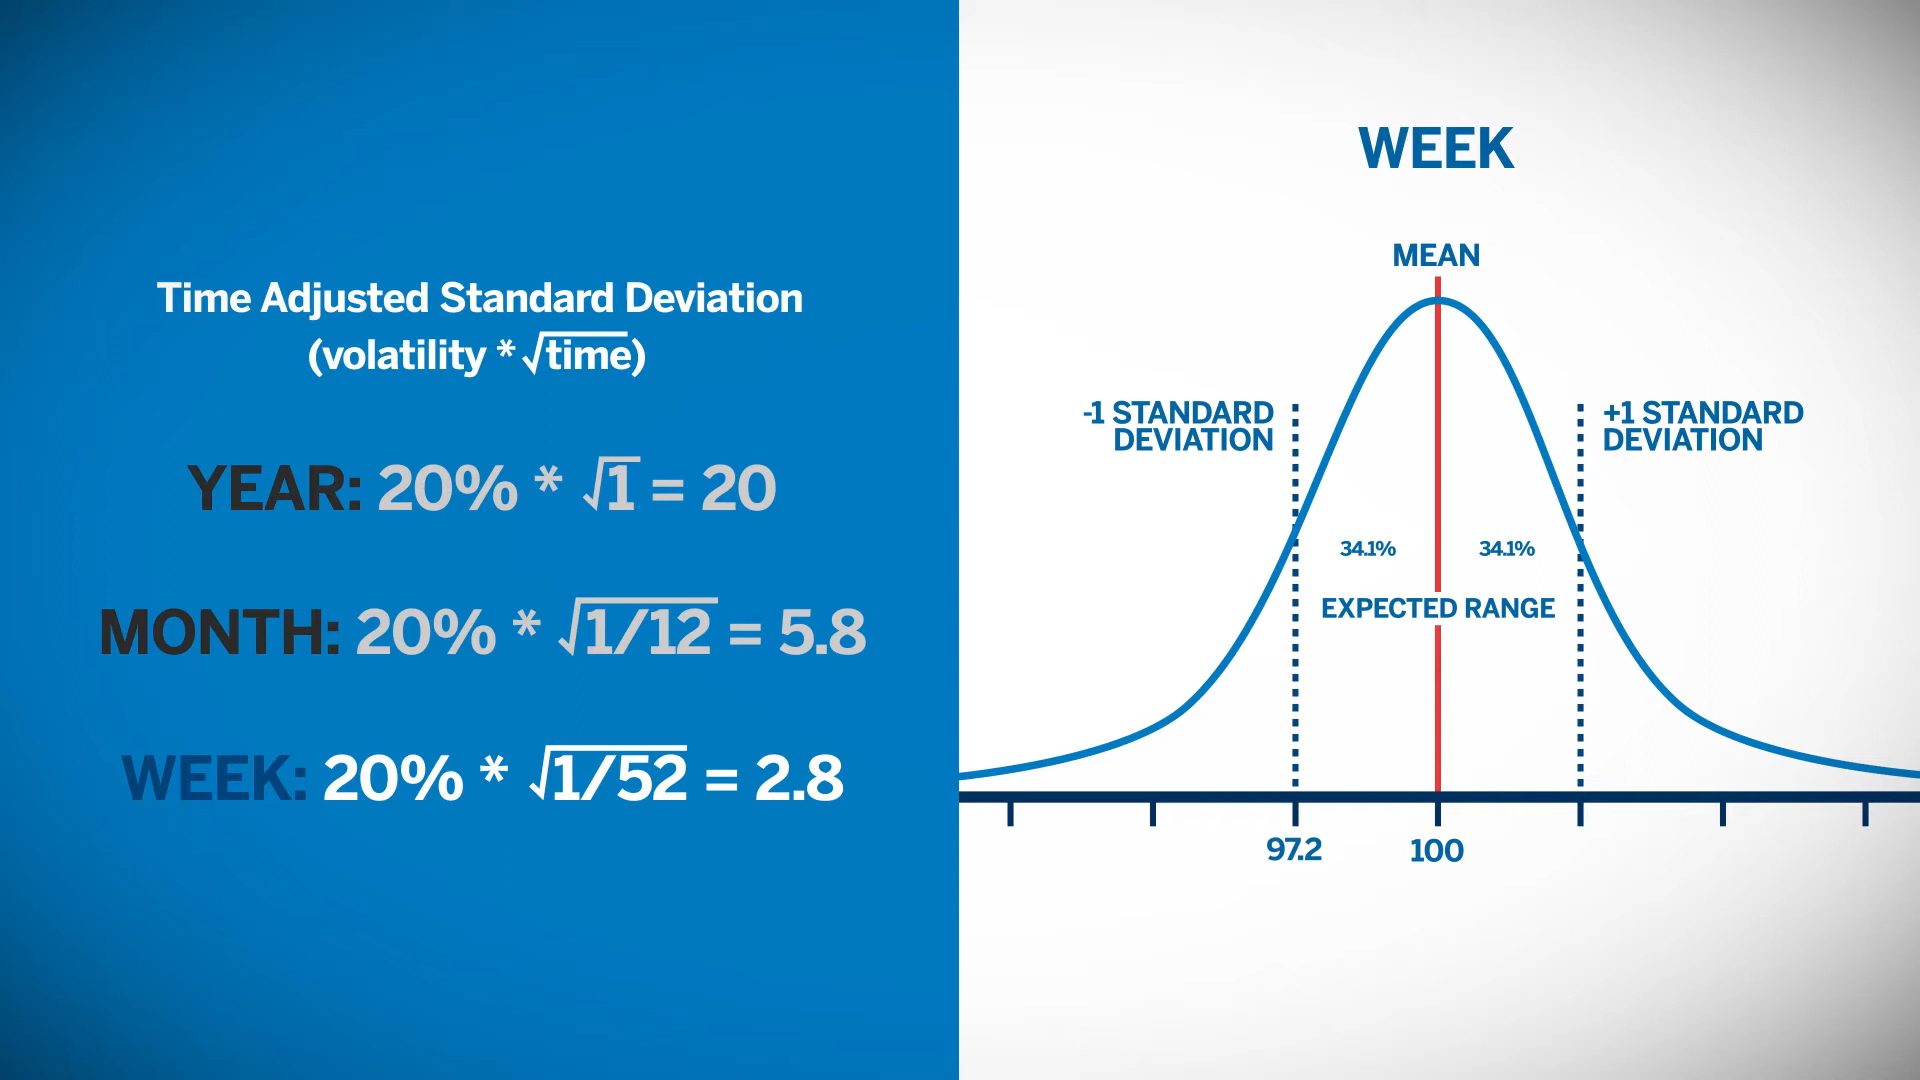 Time Adjusted Standard Deviation
(volatility * √time)
YEAR: 20% * √1 = 20
MONTH: 20% * √1/12 = 5.8
WEEK: 20% * √1/52 = 2.8
WEEK
MEAN
-1 STANDARD
DEVIATION
+1 STANDARD
DEVIATION
34.1% 34.1%
EXPECTED RANGE
97.2 100